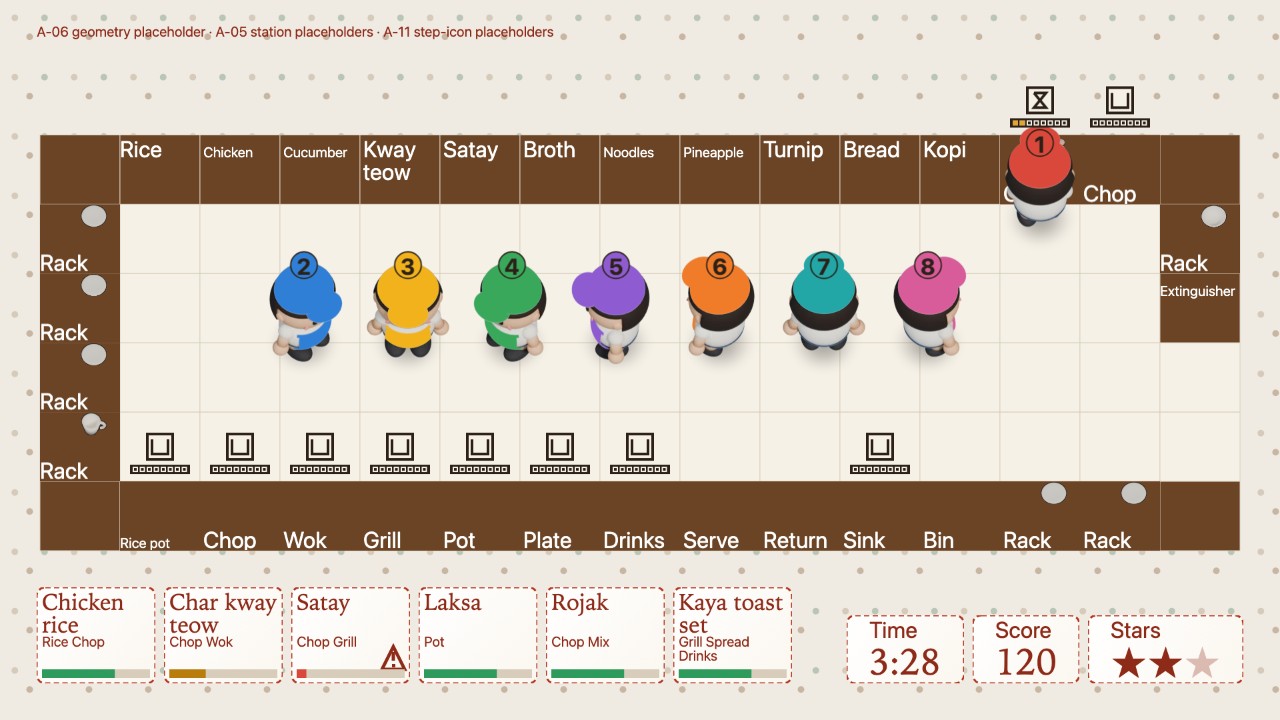 A-06 geometry placeholder · A-05 station placeholders · A-11 step-icon placeholders
Rice
Chicken
Cucumber
Kway
teow
Satay
Broth
Noodles
Pineapple
Turnip
Bread
Kopi
1
Chop
Rack
Rack
Extinguisher
2
3
4
5
6
7
8
Rack
Rack
Rack
Rice pot
Chop
Wok
Grill
Pot
Plate
Drinks
Serve
Return
Sink
Bin
Rack
Rack
Chicken
rice
Rice Chop
Char kway
teow
Chop Wok
Satay
Chop Grill
Laksa
Pot
Rojak
Chop Mix
Kaya toast
set
Grill Spread
Drinks
Time
3:28
Score
120
Stars